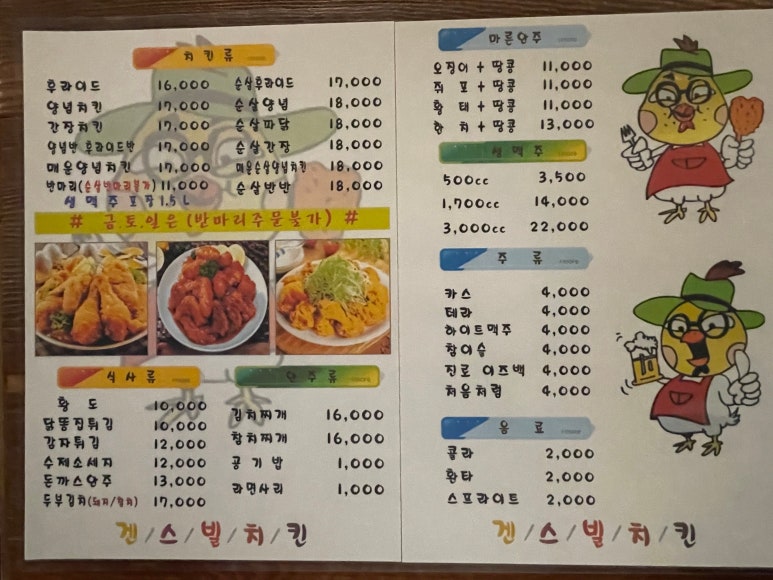 치킨류
후라이드 16,000
양념치킨 17,000
간장치킨 17,000
양념반 후라이드반 17,000
매운양념치킨 17,000
반마리(순살반마리불가) 11,000
생맥주포장 1.5L
순살후라이드 17,000
순살양념 18,000
순살파닭 18,000
순살간장 18,000
매운순살양념치킨 18,000
순살반반 18,000
# 금.토.일은 (반마리주문불가) #
식사류
황도 10,000
닭똥집튀김 10,000
감자튀김 12,000
수제소세지 12,000
돈까스안주 13,000
두부김치(돼지/참치) 17,000
안주류
김치찌개 16,000
참치찌개 16,000
공기밥 1,000
라면사리 1,000
겐/스/빌/치/킨
마른안주
오징어+땅콩 11,000
쥐포+땅콩 11,000
황태+땅콩 11,000
한치+땅콩 13,000
생맥주
500cc 3,500
1,700cc 14,000
3,000cc 22,000
주류
카스 4,000
테라 4,000
하이트맥주 4,000
참이슬 4,000
진로 이즈백 4,000
처음처럼 4,000
음료
콜라 2,000
환타 2,000
스프라이트 2,000
겐/스/빌/치/킨